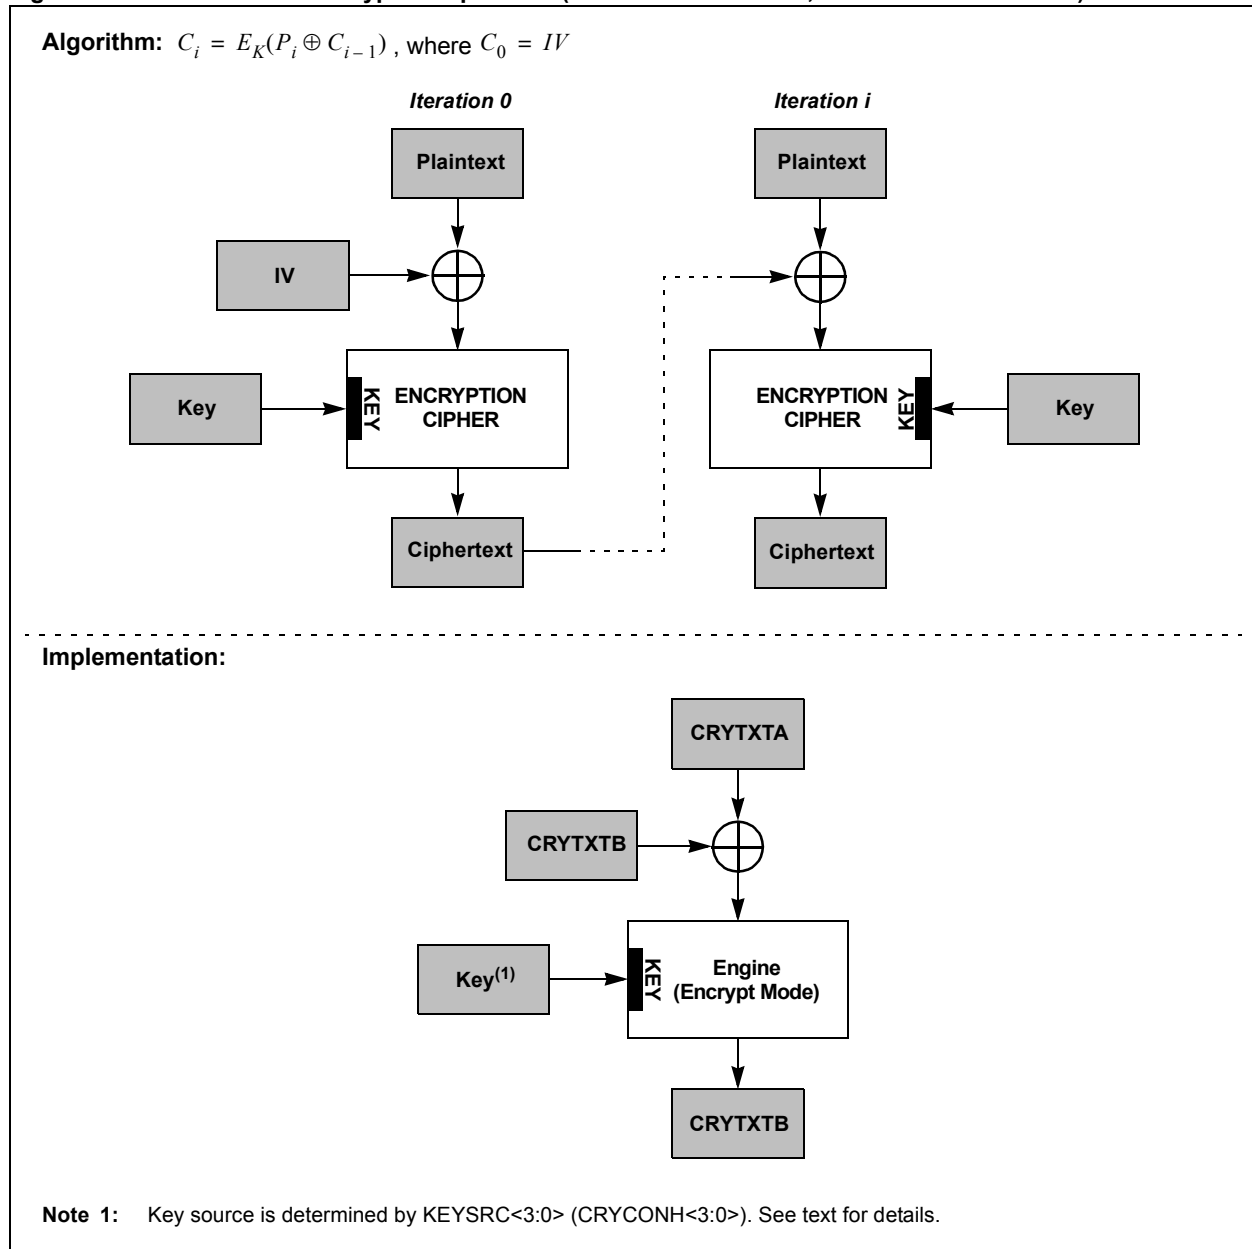 Algorithm: C_i = E_K(P_i ⊕ C_{i-1}) , where C_0 = IV
Iteration 0
Iteration i
Plaintext
Plaintext
IV
Key
KEY
ENCRYPTION
CIPHER
ENCRYPTION
CIPHER
KEY
Key
Ciphertext
Ciphertext
Implementation:
CRYTXTA
CRYTXTB
Key(1)
KEY
Engine
(Encrypt Mode)
CRYTXTB
Note 1: Key source is determined by KEYSRC<3:0> (CRYCONH<3:0>). See text for details.